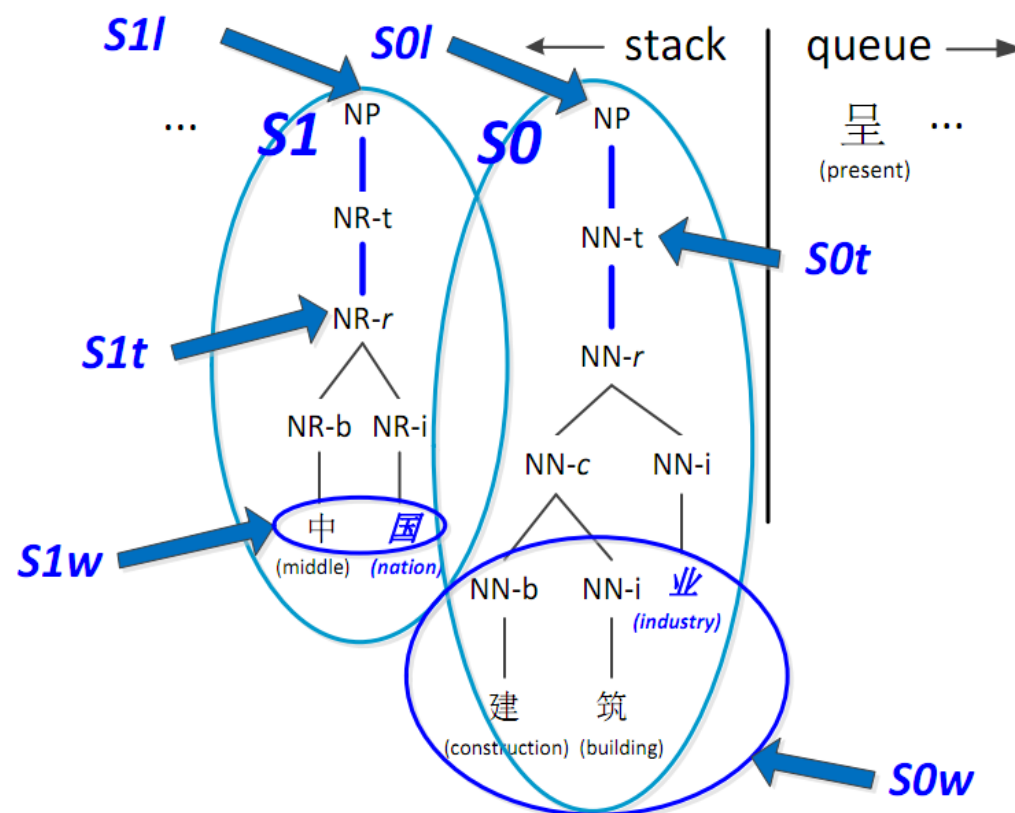 S1l
S0l
stack
queue
...
S1
NP
S0
NP
呈
...
(present)
NR-t
NN-t
S0t
S1t
NR-r
NN-r
NR-b
NR-i
NN-c
NN-i
S1w
中
国
(middle)
(nation)
NN-b
NN-i
业
(industry)
建
筑
(construction)
(building)
S0w